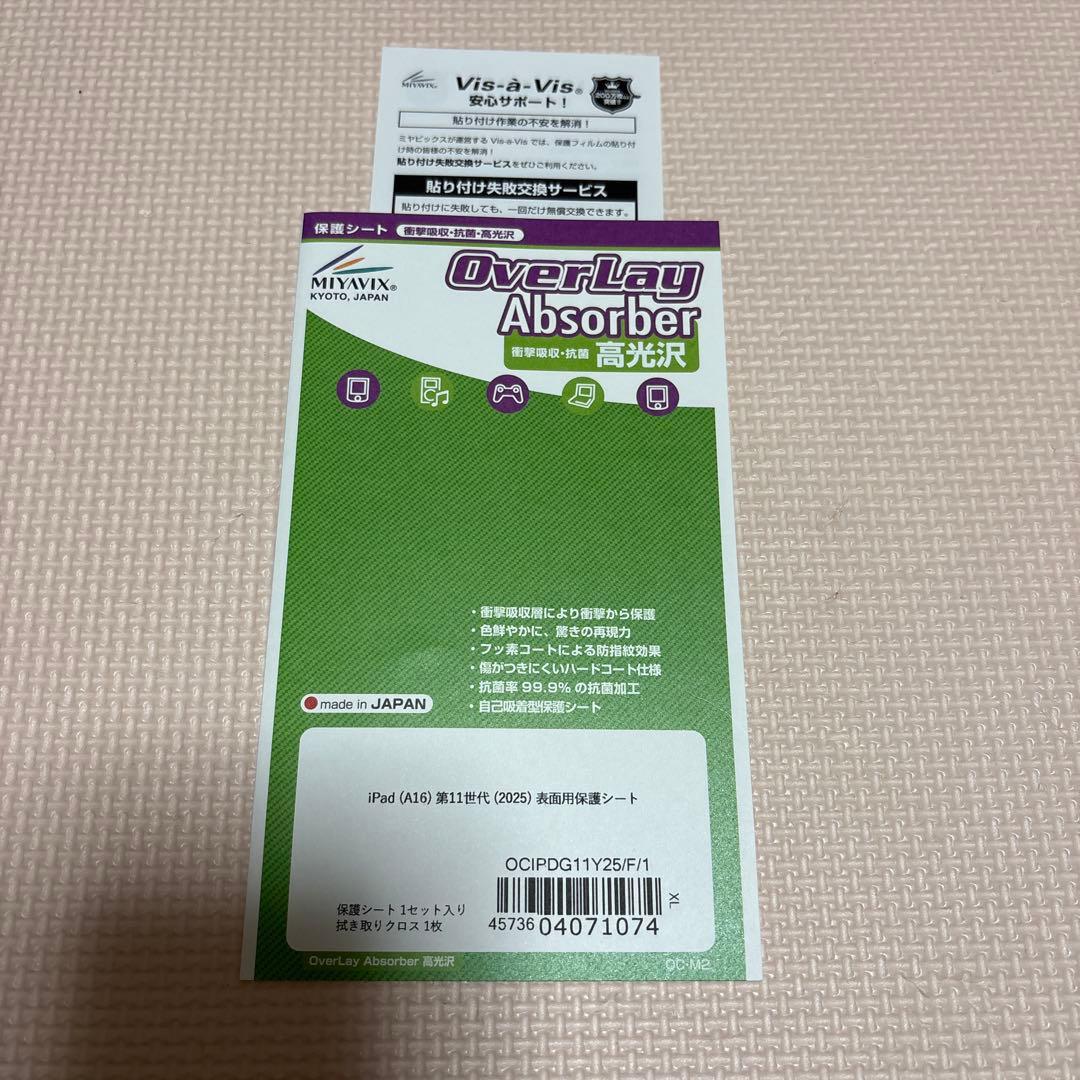 MIYAVIX®
Vis-à-Vis®
安心サポート！
200万枚
突破!!
貼り付け作業の不安を解消！
ミヤビックスが運営する Vis-à-Vis では、保護フィルムの貼り付
け時の皆様の不安を解消！
貼り付け失敗交換サービスをぜひご利用ください。
貼り付け失敗交換サービス
貼り付けに失敗しても、一回だけ無償交換できます。
保護シート 衝撃吸収・抗菌・高光沢
MIYAVIX®
KYOTO, JAPAN
OverLay
Absorber
衝撃吸収・抗菌 高光沢
・衝撃吸収層により衝撃から保護
・色鮮やかに、驚きの再現力
・フッ素コートによる防指紋効果
・傷がつきにくいハードコート仕様
・抗菌率 99.9% の抗菌加工
・自己吸着型保護シート
made in JAPAN
iPad (A16) 第11世代 (2025) 表面用保護シート
OCIPDG11Y25/F/1
XL
保護シート 1セット入り
拭き取りクロス 1枚
45736 04071074
OverLay Absorber 高光沢
OC-M2